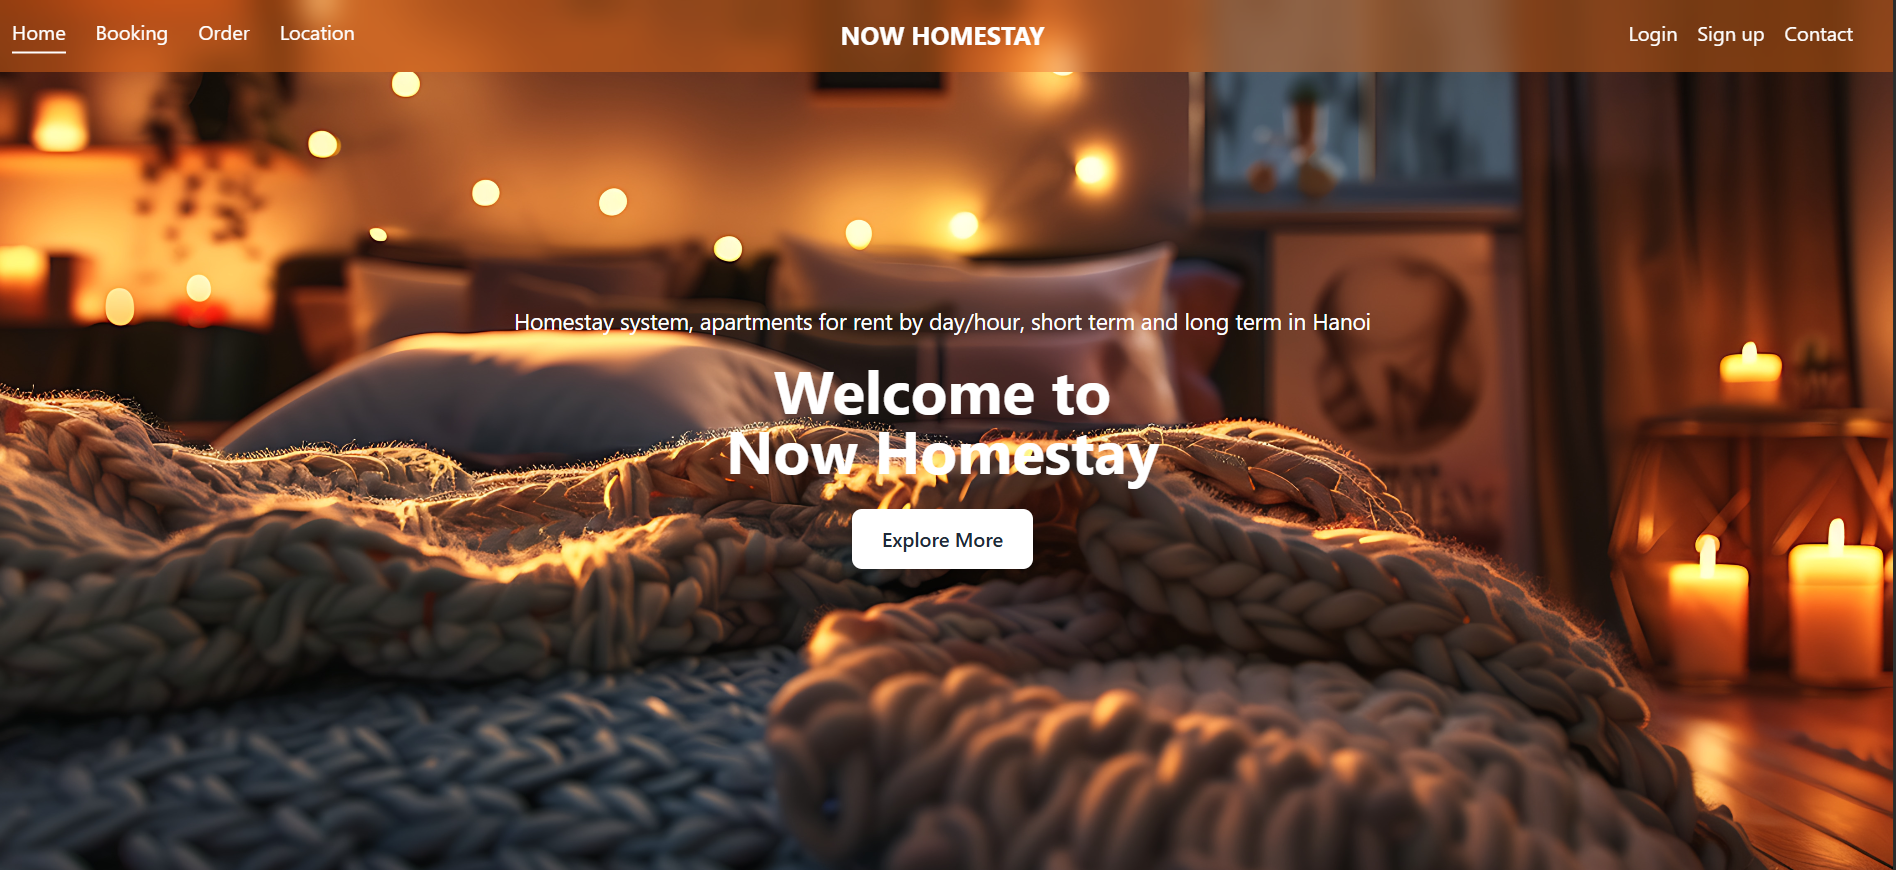 Home Booking Order Location NOW HOMESTAY Login Sign up Contact
Homestay system, apartments for rent by day/hour, short term and long term in Hanoi
Welcome to
Now Homestay
Explore More